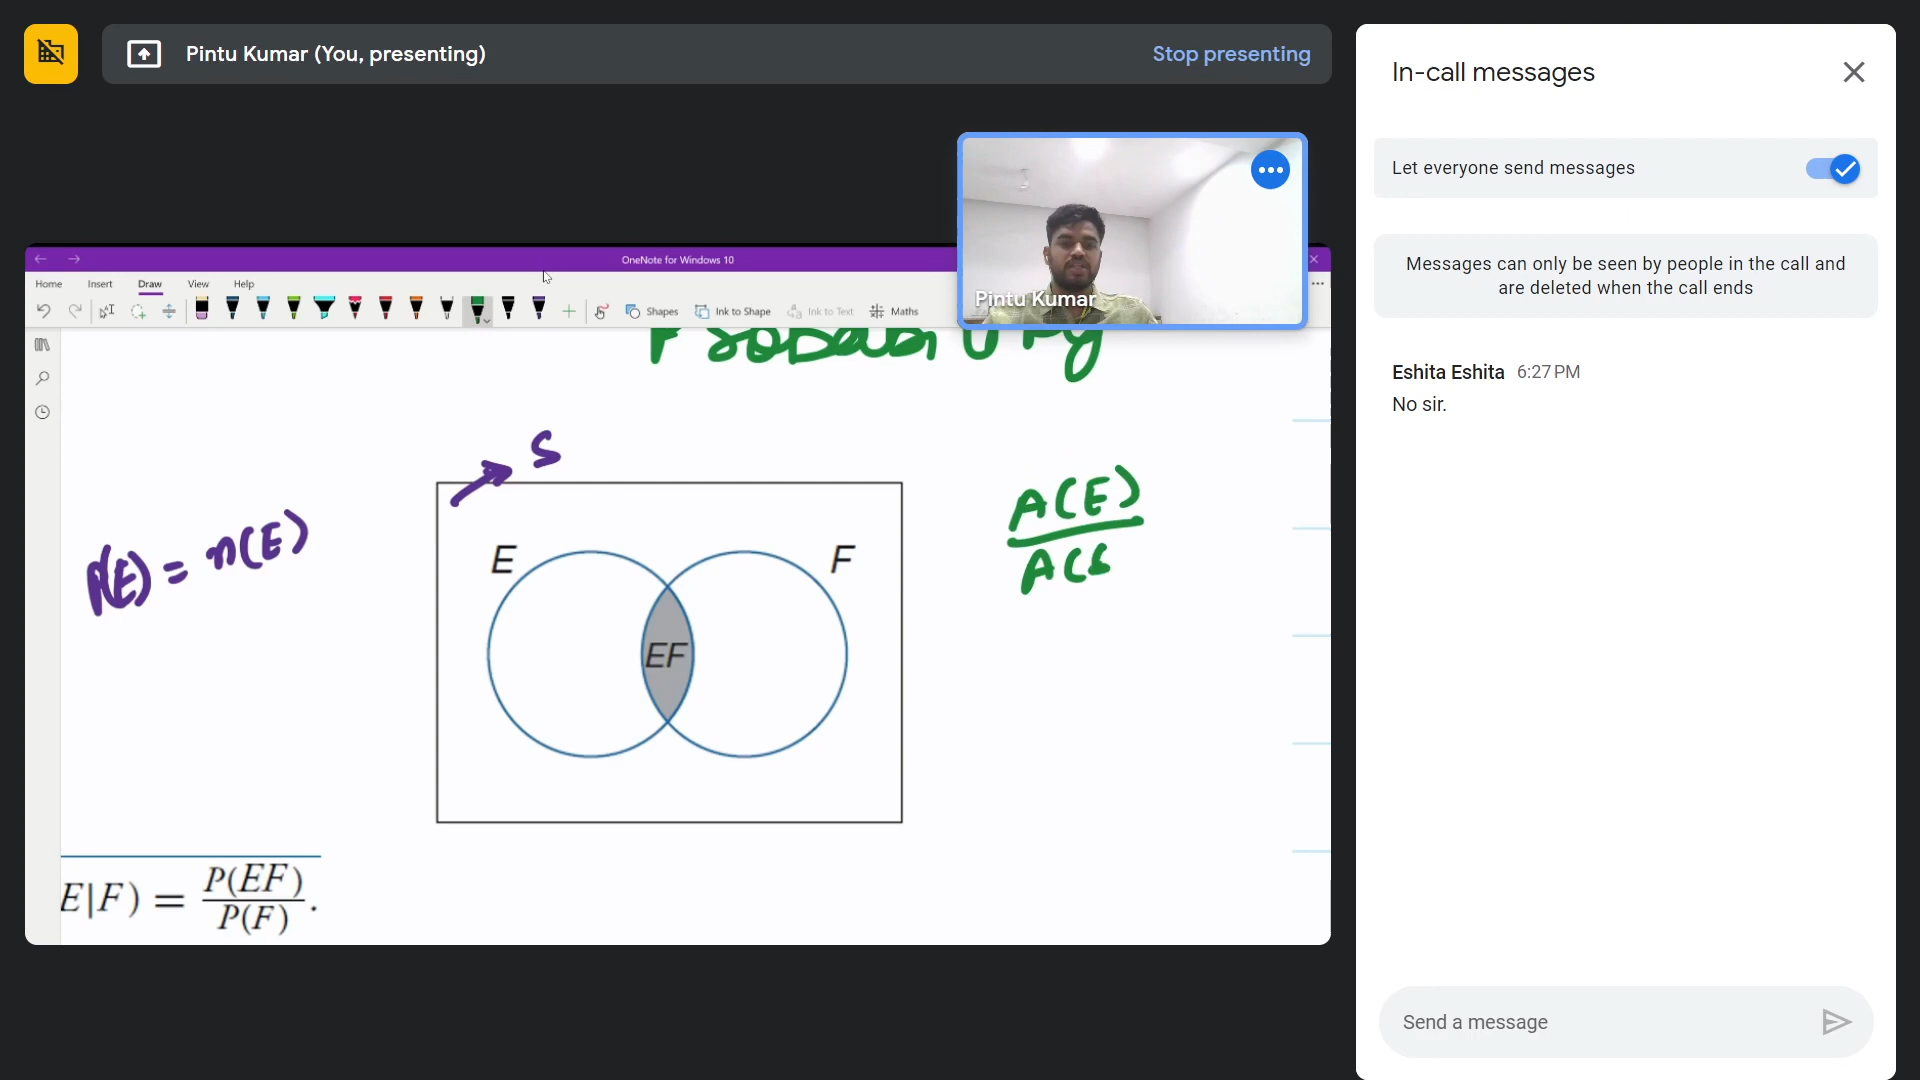 Pintu Kumar (You, presenting)
Stop presenting
In-call messages
Let everyone send messages
Messages can only be seen by people in the call and
are deleted when the call ends
Eshita Eshita 6:27 PM
No sir.
Send a message
Pintu Kumar
OneNote for Windows 10
Home Insert Draw View Help
Shapes Ink to Shape Ink to Text Maths
Probability
S
P(E) = n(E)
A(E)
A(S
E F
EF
E|F) = P(EF)
P(F) .